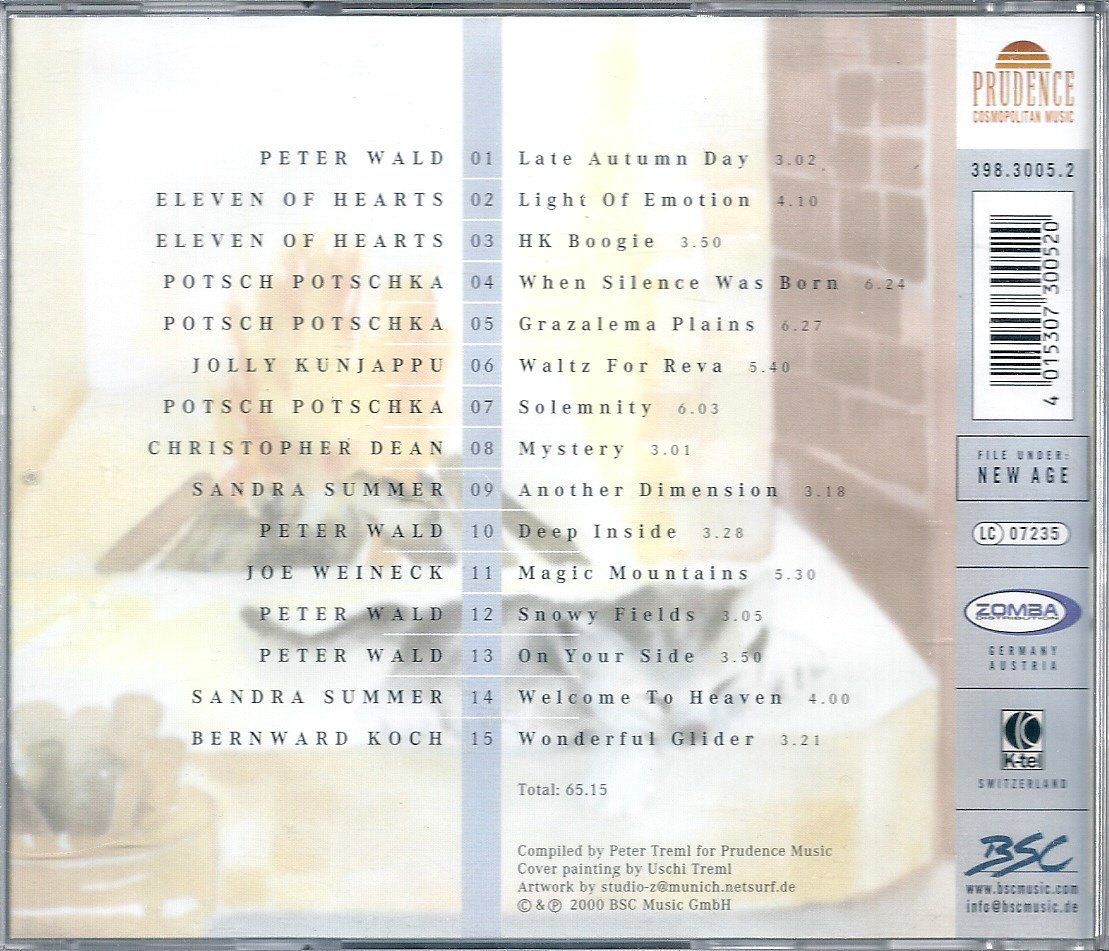 PETER WALD 01 Late Autumn Day 3.02
ELEVEN OF HEARTS 02 Light Of Emotion 4.10
ELEVEN OF HEARTS 03 HK Boogie 3.50
POTSCH POTSCHKA 04 When Silence Was Born 6.24
POTSCH POTSCHKA 05 Grazalema Plains 6.27
JOLLY KUNJAPPU 06 Waltz For Reva 5.40
POTSCH POTSCHKA 07 Solemnity 6.03
CHRISTOPHER DEAN 08 Mystery 3.01
SANDRA SUMMER 09 Another Dimension 3.18
PETER WALD 10 Deep Inside 3.28
JOE WEINECK 11 Magic Mountains 5.30
PETER WALD 12 Snowy Fields 3.05
PETER WALD 13 On Your Side 3.50
SANDRA SUMMER 14 Welcome To Heaven 4.00
BERNWARD KOCH 15 Wonderful Glider 3.21
Total: 65.15
Compiled by Peter Treml for Prudence Music
Cover painting by Uschi Treml
Artwork by studio-z@munich.netsurf.de
© & ℗ 2000 BSC Music GmbH
PRUDENCE
COSMOPOLITAN MUSIC
398.3005.2
4 015307 300520
FILE UNDER:
NEW AGE
LC 07235
ZOMBA
DISTRIBUTION
GERMANY
AUSTRIA
K-tel
SWITZERLAND
BSC
www.bscmusic.com
info@bscmusic.de